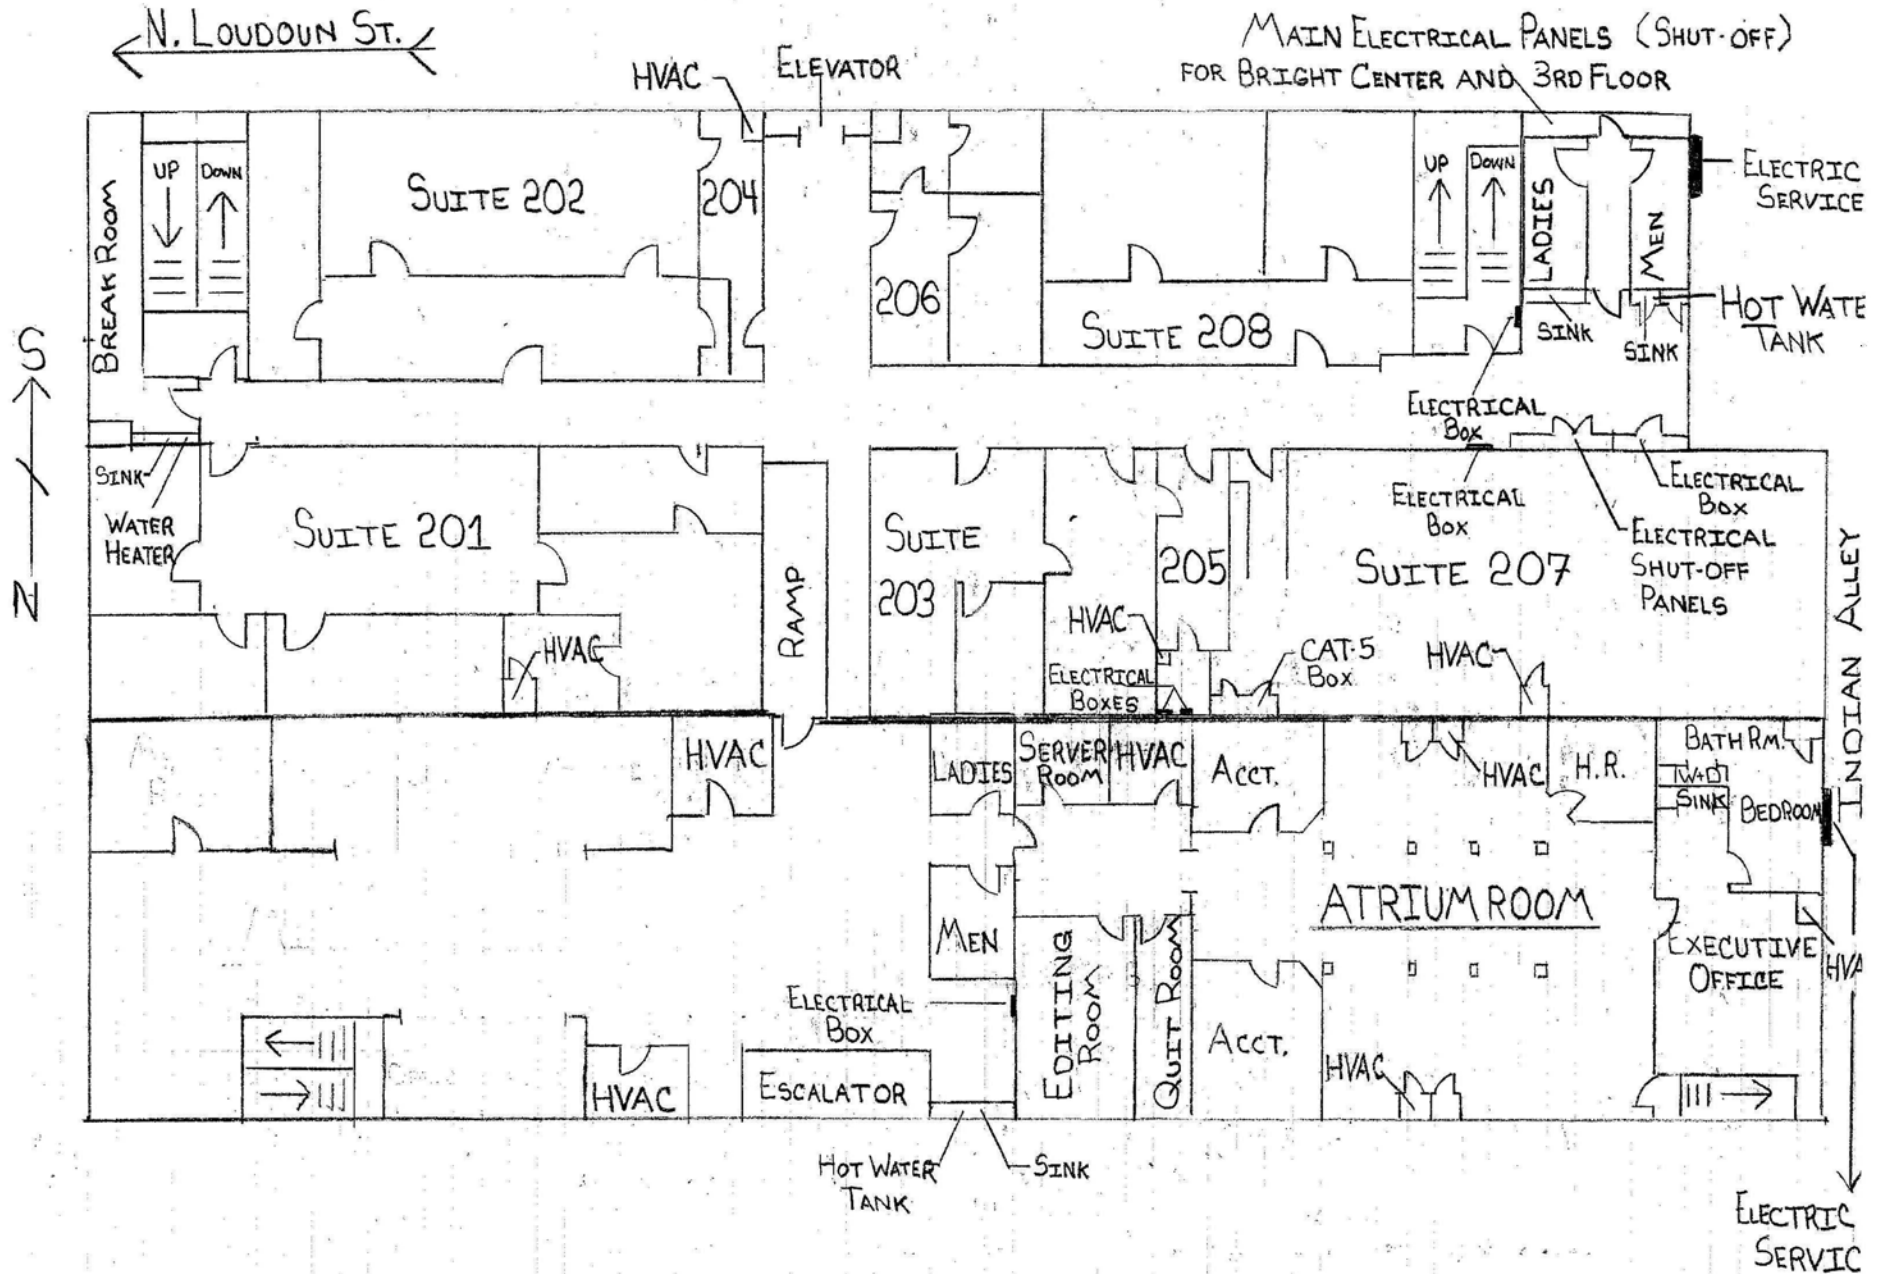 N. LOUDOUN ST.
MAIN ELECTRICAL PANELS (SHUT-OFF)
FOR BRIGHT CENTER AND 3RD FLOOR
HVAC
ELEVATOR
ELECTRIC
SERVICE
BREAK ROOM
UP
DOWN
SUITE 202
204
206
SUITE 208
UP
DOWN
LADIES
MEN
HOT WATE
TANK
SINK
SINK
S
N
ELECTRICAL
BOX
SINK
WATER
HEATER
SUITE 201
HVAC
RAMP
SUITE
203
205
HVAC
ELECTRICAL
BOXES
CAT-5
BOX
ELECTRICAL
BOX
SUITE 207
HVAC
ELECTRICAL
BOX
ELECTRICAL
SHUT-OFF
PANELS
INDIAN ALLEY
HVAC
LADIES
SERVER
ROOM
HVAC
ACCT.
HVAC
H.R.
BATH RM.
W+D
SINK
BEDROOM
ATRIUM ROOM
MEN
EDITING
ROOM
QUIT ROOM
EXECUTIVE
OFFICE
HVA
ELECTRICAL
BOX
ACCT.
HVAC
HVAC
ESCALATOR
HOT WATER
TANK
SINK
ELECTRIC
SERVIC